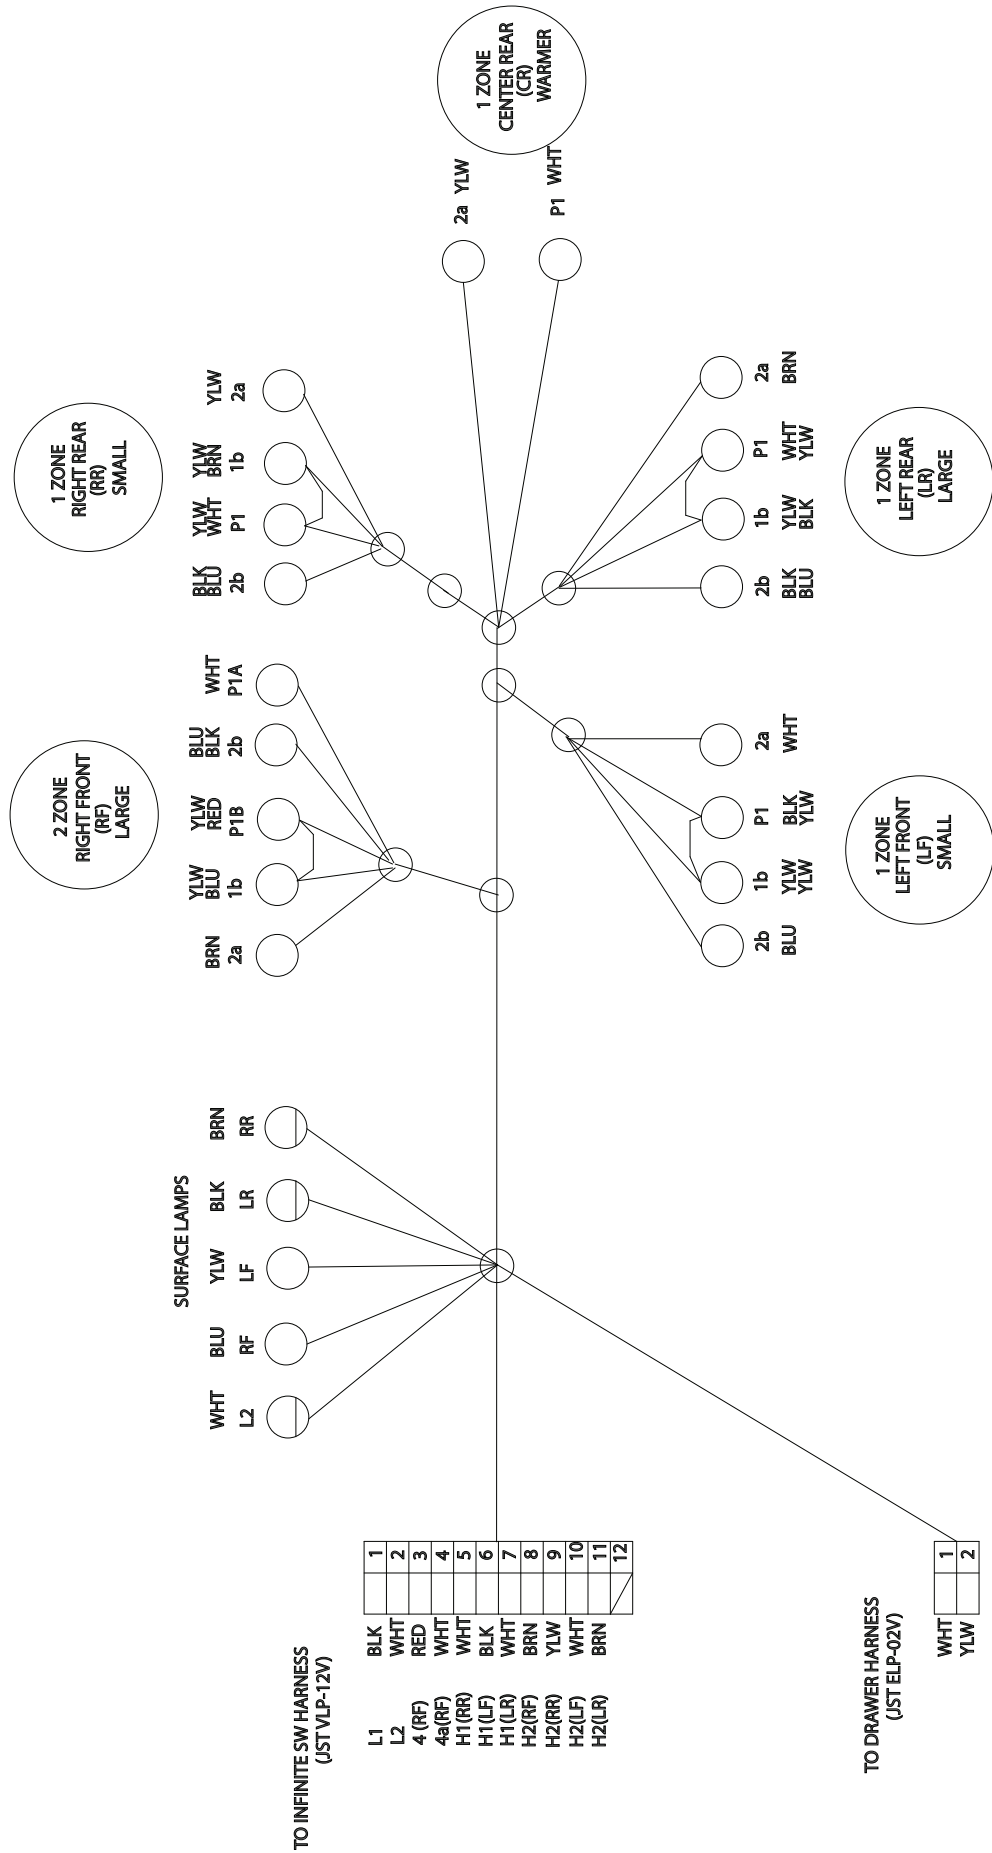 1 ZONE
CENTER REAR
(CR)
WARMER
2a YLW
P1 WHT
1 ZONE
RIGHT REAR
(RR)
SMALL
YLW
2a
YLW
BRN
1b
YLW
WHT
P1
BLK
BLU
2b
2a
BRN
P1
WHT
YLW
1b
YLW
BLK
2b
BLK
BLU
1 ZONE
LEFT REAR
(LR)
LARGE
2 ZONE
RIGHT FRONT
(RF)
LARGE
WHT
P1A
BLU
BLK
2b
YLW
RED
P1B
YLW
BLU
1b
BRN
2a
2a
WHT
P1
BLK
YLW
1b
YLW
YLW
2b
BLU
1 ZONE
LEFT FRONT
(LF)
SMALL
SURFACE LAMPS
BRN
RR
BLK
LR
YLW
LF
BLU
RF
WHT
L2
TO INFINITE SW HARNESS
(JST VLP-12V)
L1 BLK 1
L2 WHT 2
4 (RF) RED 3
4a(RF) WHT 4
H1(RR) WHT 5
H1(LF) BLK 6
H1(LR) WHT 7
H2(RF) BRN 8
H2(RR) YLW 9
H2(LF) WHT 10
H2(LR) BRN 11
12
TO DRAWER HARNESS
(JST ELP-02V)
WHT 1
YLW 2